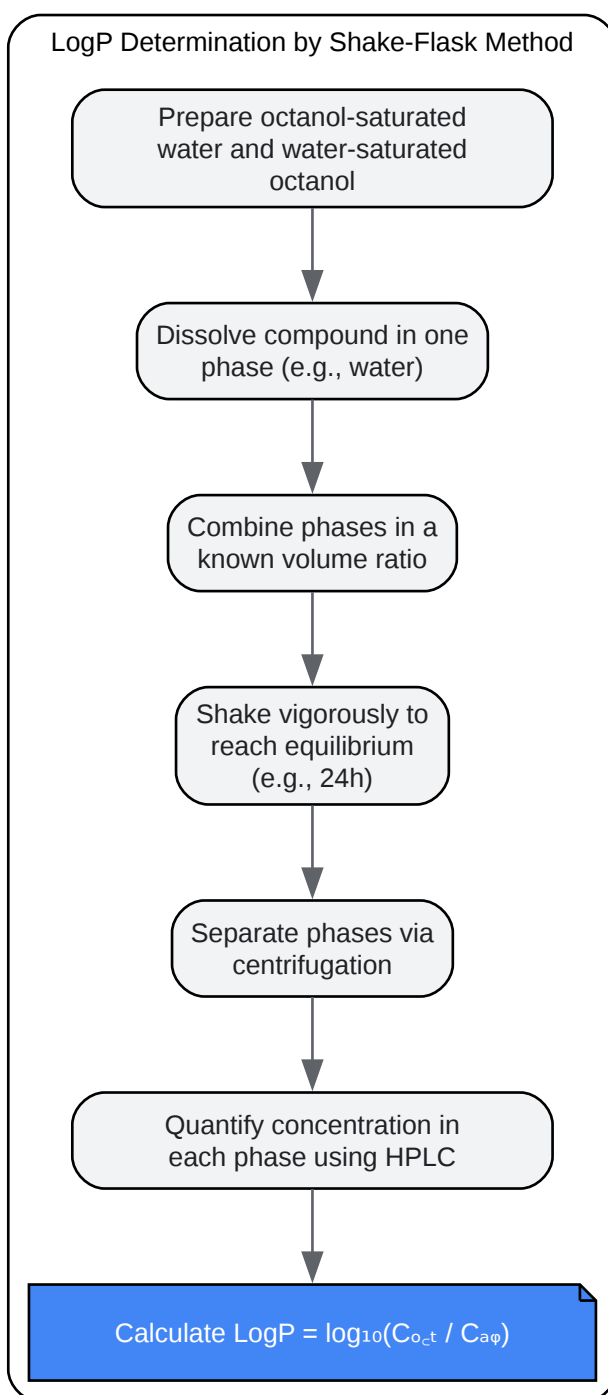 LogP Determination by Shake-Flask Method
Prepare octanol-saturated
water and water-saturated
octanol
Dissolve compound in one
phase (e.g., water)
Combine phases in a
known volume ratio
Shake vigorously to
reach equilibrium
(e.g., 24h)
Separate phases via
centrifugation
Quantify concentration in
each phase using HPLC
Calculate LogP = log₁₀(Cₒ꜀ₜ / Cₐᵩ)